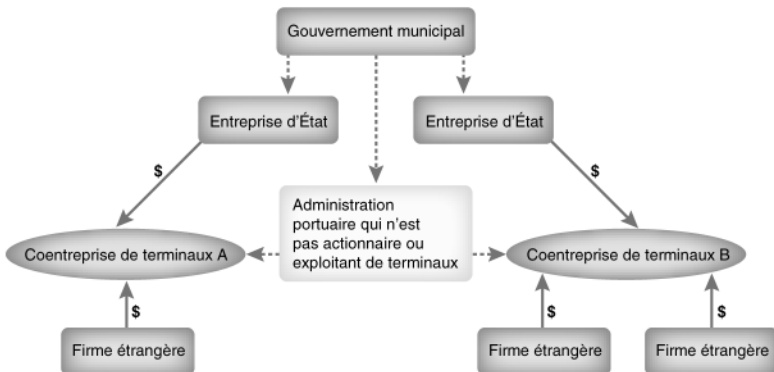 Gouvernement municipal
Entreprise d'État
Entreprise d'État
$
$
Administration
portuaire qui n'est
pas actionnaire ou
exploitant de terminaux
Coentreprise de terminaux A
Coentreprise de terminaux B
$
$
$
Firme étrangère
Firme étrangère
Firme étrangère